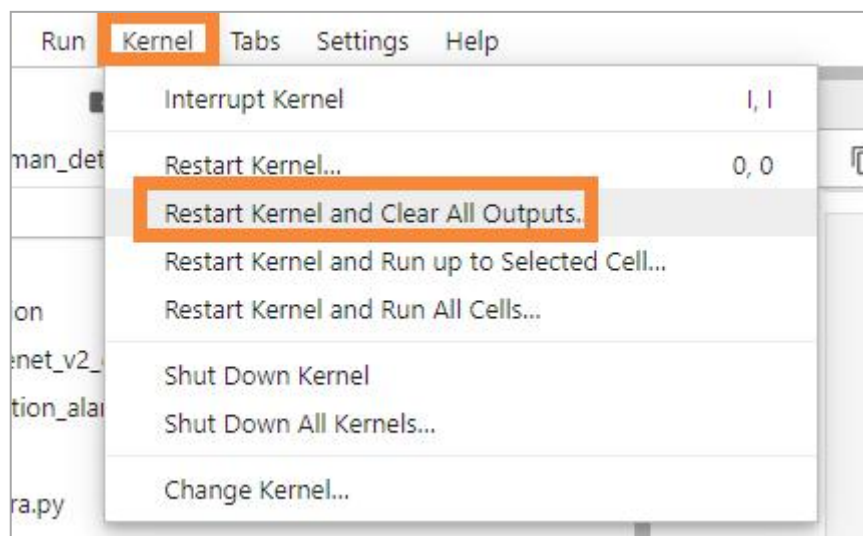 Run Kernel Tabs Settings Help
Interrupt Kernel I, I
man_det Restart Kernel... 0, 0
Restart Kernel and Clear All Outputs..
Restart Kernel and Run up to Selected Cell...
on Restart Kernel and Run All Cells...
enet_v2_
Shut Down Kernel
tion_alar Shut Down All Kernels...
Change Kernel...
ra.py